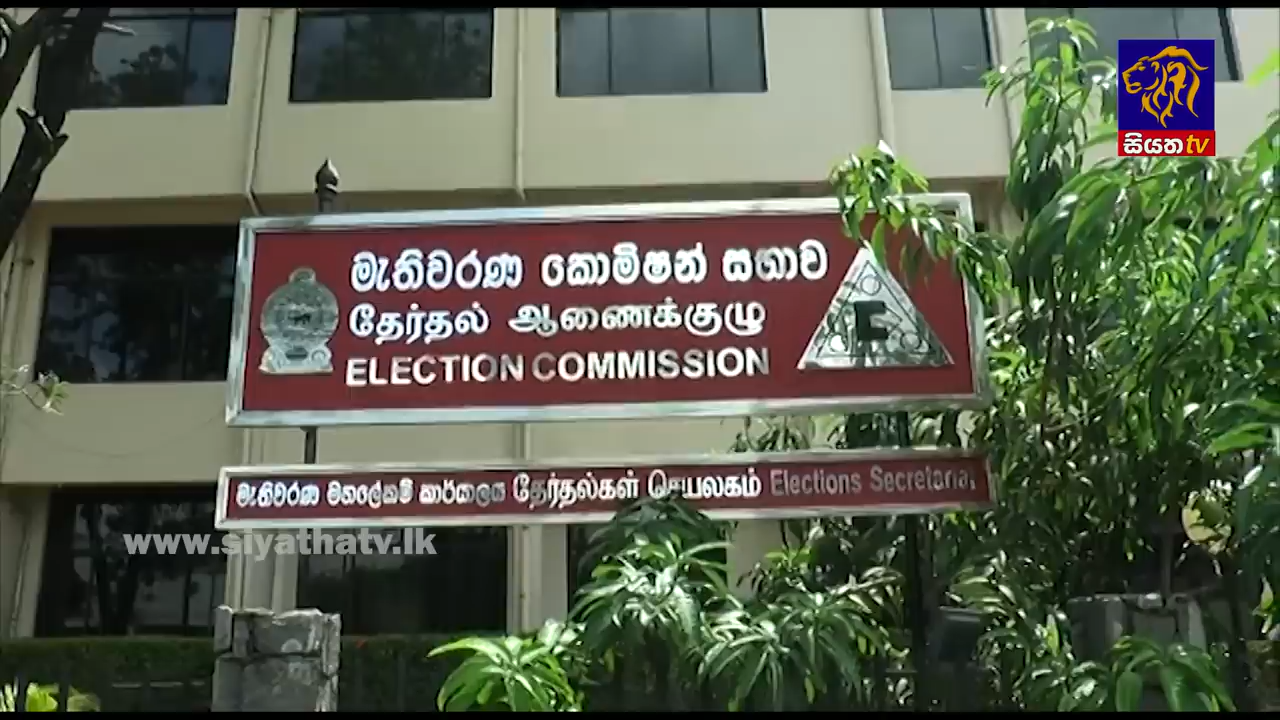 සියත tv
මැතිවරණ කොමිෂන් සභාව
தேர்தல் ஆணைக்குழு
ELECTION COMMISSION
E
මැතිවරණ මහලේකම් කාර්යාලය தேர்தல்கள் செயலகம் Elections Secretariat
www.siyathatv.lk